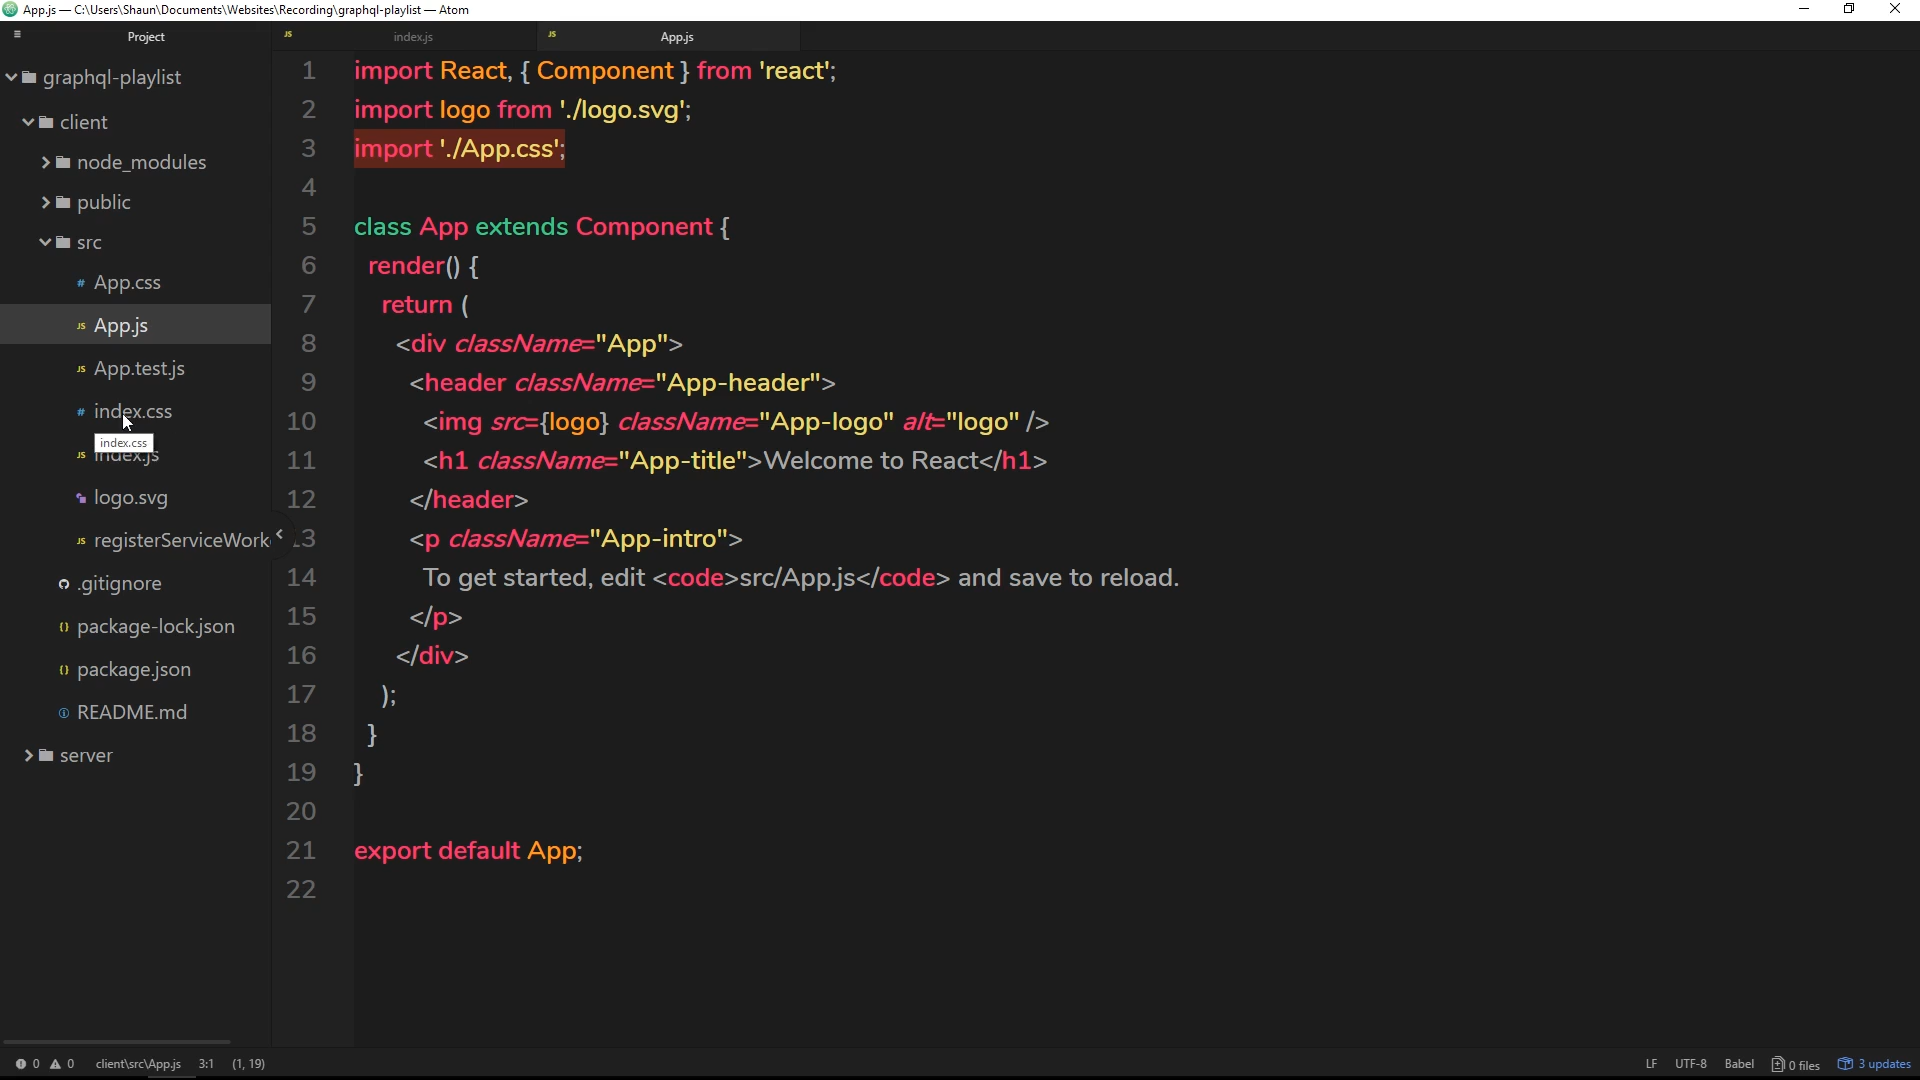 App.js — C:\Users\Shaun\Documents\Websites\Recording\graphql-playlist — Atom
Project
index.js
App.js
graphql-playlist
client
node_modules
public
src
App.css
App.js
App.test.js
index.css
index.css
index.js
logo.svg
registerServiceWork
.gitignore
package-lock.json
package.json
README.md
server
1 import React, { Component } from 'react';
2 import logo from './logo.svg';
3 import './App.css';
4
5 class App extends Component {
6 render() {
7 return (
8 <div className="App">
9 <header className="App-header">
10 <img src={logo} className="App-logo" alt="logo" />
11 <h1 className="App-title">Welcome to React</h1>
12 </header>
13 <p className="App-intro">
14 To get started, edit <code>src/App.js</code> and save to reload.
15 </p>
16 </div>
17 );
18 }
19 }
20
21 export default App;
22
0 0 client\src\App.js 3:1 (1, 19)
LF UTF-8 Babel 0 files 3 updates